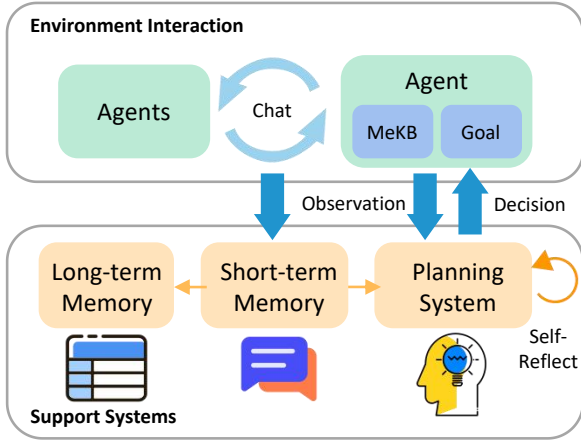 Environment Interaction
Agents
Chat
Agent
MeKB
Goal
Observation
Decision
Long-term
Memory
Short-term
Memory
Planning
System
Self-
Reflect
Support Systems